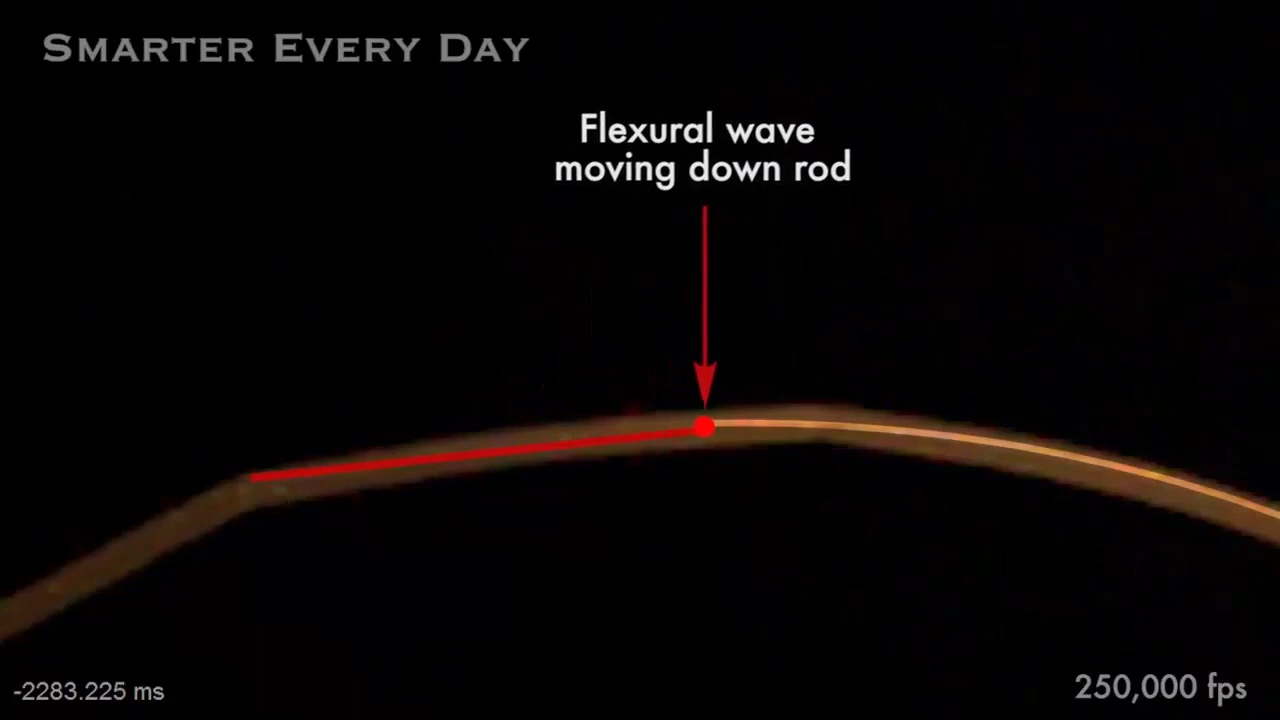 SMARTER EVERY DAY
Flexural wave
moving down rod
-2283.225 ms
250,000 fps